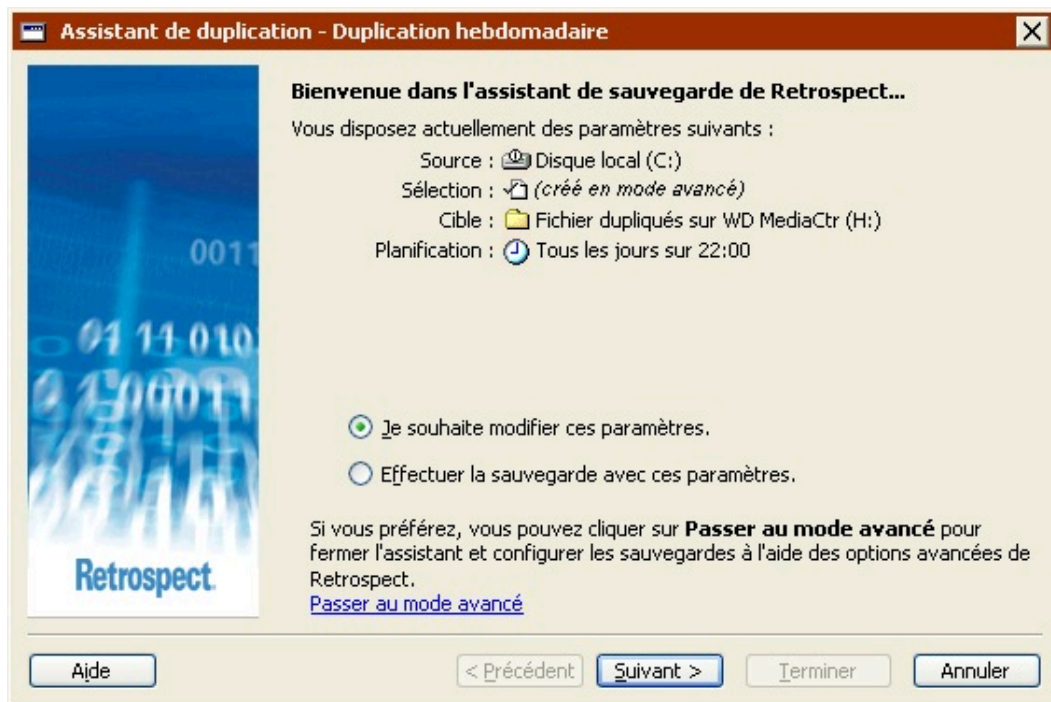 Assistant de duplication - Duplication hebdomadaire
Bienvenue dans l'assistant de sauvegarde de Retrospect...
Vous disposez actuellement des paramètres suivants :
Source : Disque local (C:)
Sélection : (créé en mode avancé)
Cible : Fichier dupliqués sur WD MediaCtr (H:)
Planification : Tous les jours sur 22:00
0011
01 11 010
Je souhaite modifier ces paramètres.
Effectuer la sauvegarde avec ces paramètres.
Si vous préférez, vous pouvez cliquer sur Passer au mode avancé pour
fermer l'assistant et configurer les sauvegardes à l'aide des options avancées de
Retrospect.
Passer au mode avancé
Retrospect.
Aide
< Précédent
Suivant >
Terminer
Annuler